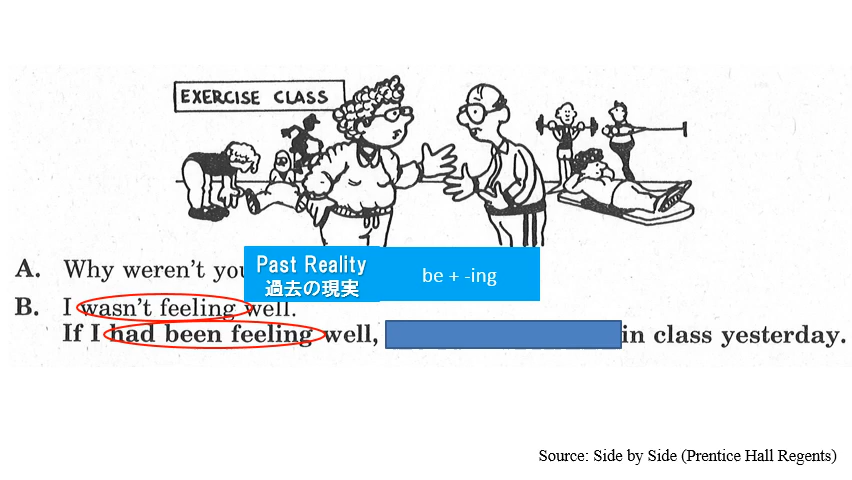 EXERCISE CLASS
A. Why weren't you
Past Reality
過去の現実
be + -ing
B. I wasn't feeling well.
If I had been feeling well, in class yesterday.
Source: Side by Side (Prentice Hall Regents)